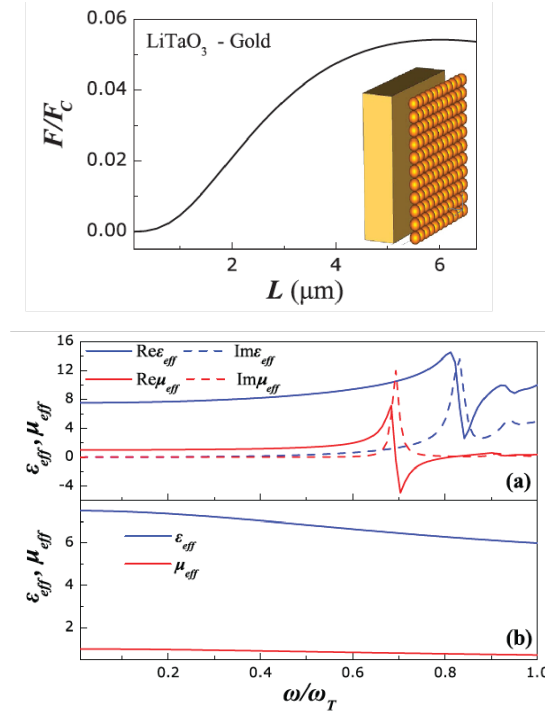 LiTaO3 - Gold
F/FC
0.06
0.04
0.02
0.00
2
4
6
L (μm)
16
12
8
4
0
-4
Reεeff
Imεeff
Reμeff
Imμeff
εeff, μeff
(a)
6
4
2
εeff
μeff
εeff, μeff
(b)
0.2
0.4
0.6
0.8
1.0
ω/ωT